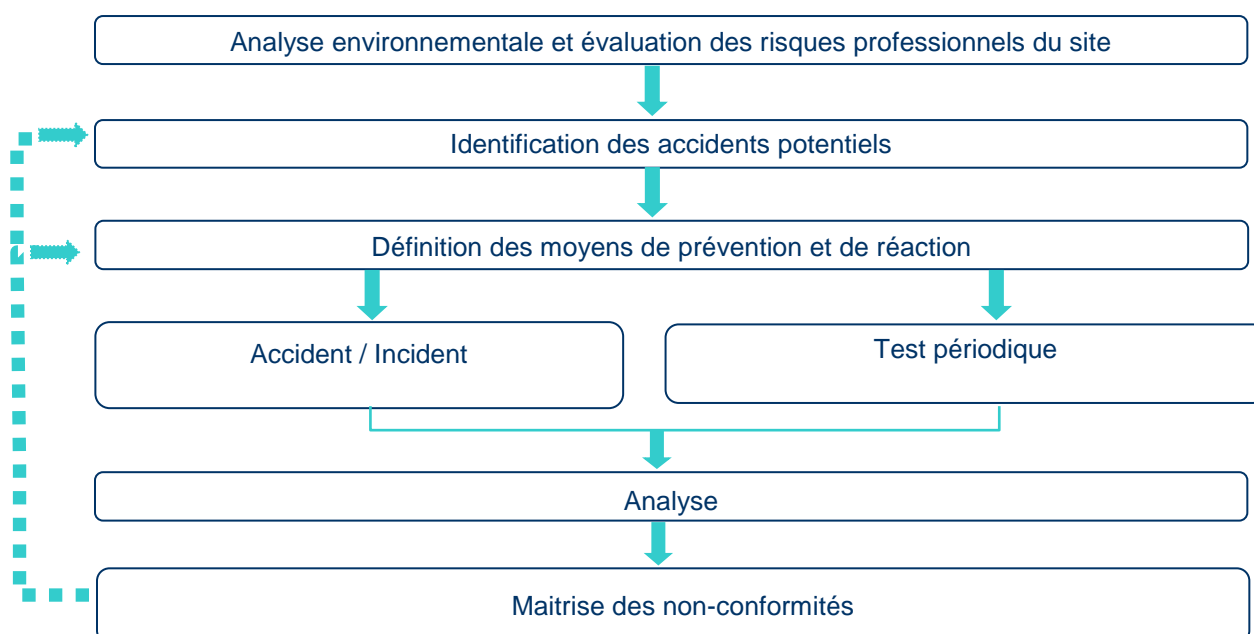 Analyse environnementale et évaluation des risques professionnels du site
Identification des accidents potentiels
Définition des moyens de prévention et de réaction
Accident / Incident
Test périodique
Analyse
Maitrise des non-conformités